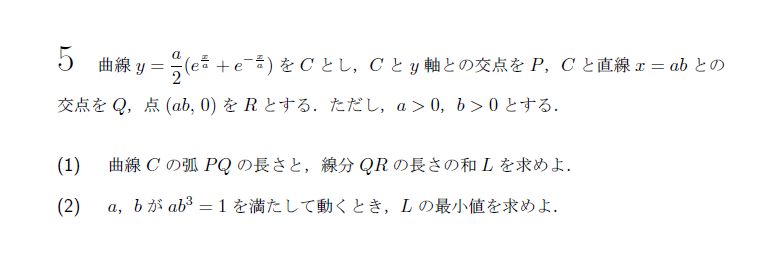 5 曲線 $y = \frac{a}{2}(e^{\frac{x}{a}} + e^{-\frac{x}{a}})$ を $C$ とし，$C$ と $y$ 軸との交点を $P$，$C$ と直線 $x = ab$ との
交点を $Q$，点 $(ab, 0)$ を $R$ とする．ただし，$a > 0$，$b > 0$ とする．
(1) 曲線 $C$ の弧 $PQ$ の長さと，線分 $QR$ の長さの和 $L$ を求めよ．
(2) $a$，$b$ が $ab^3 = 1$ を満たして動くとき，$L$ の最小値を求めよ．